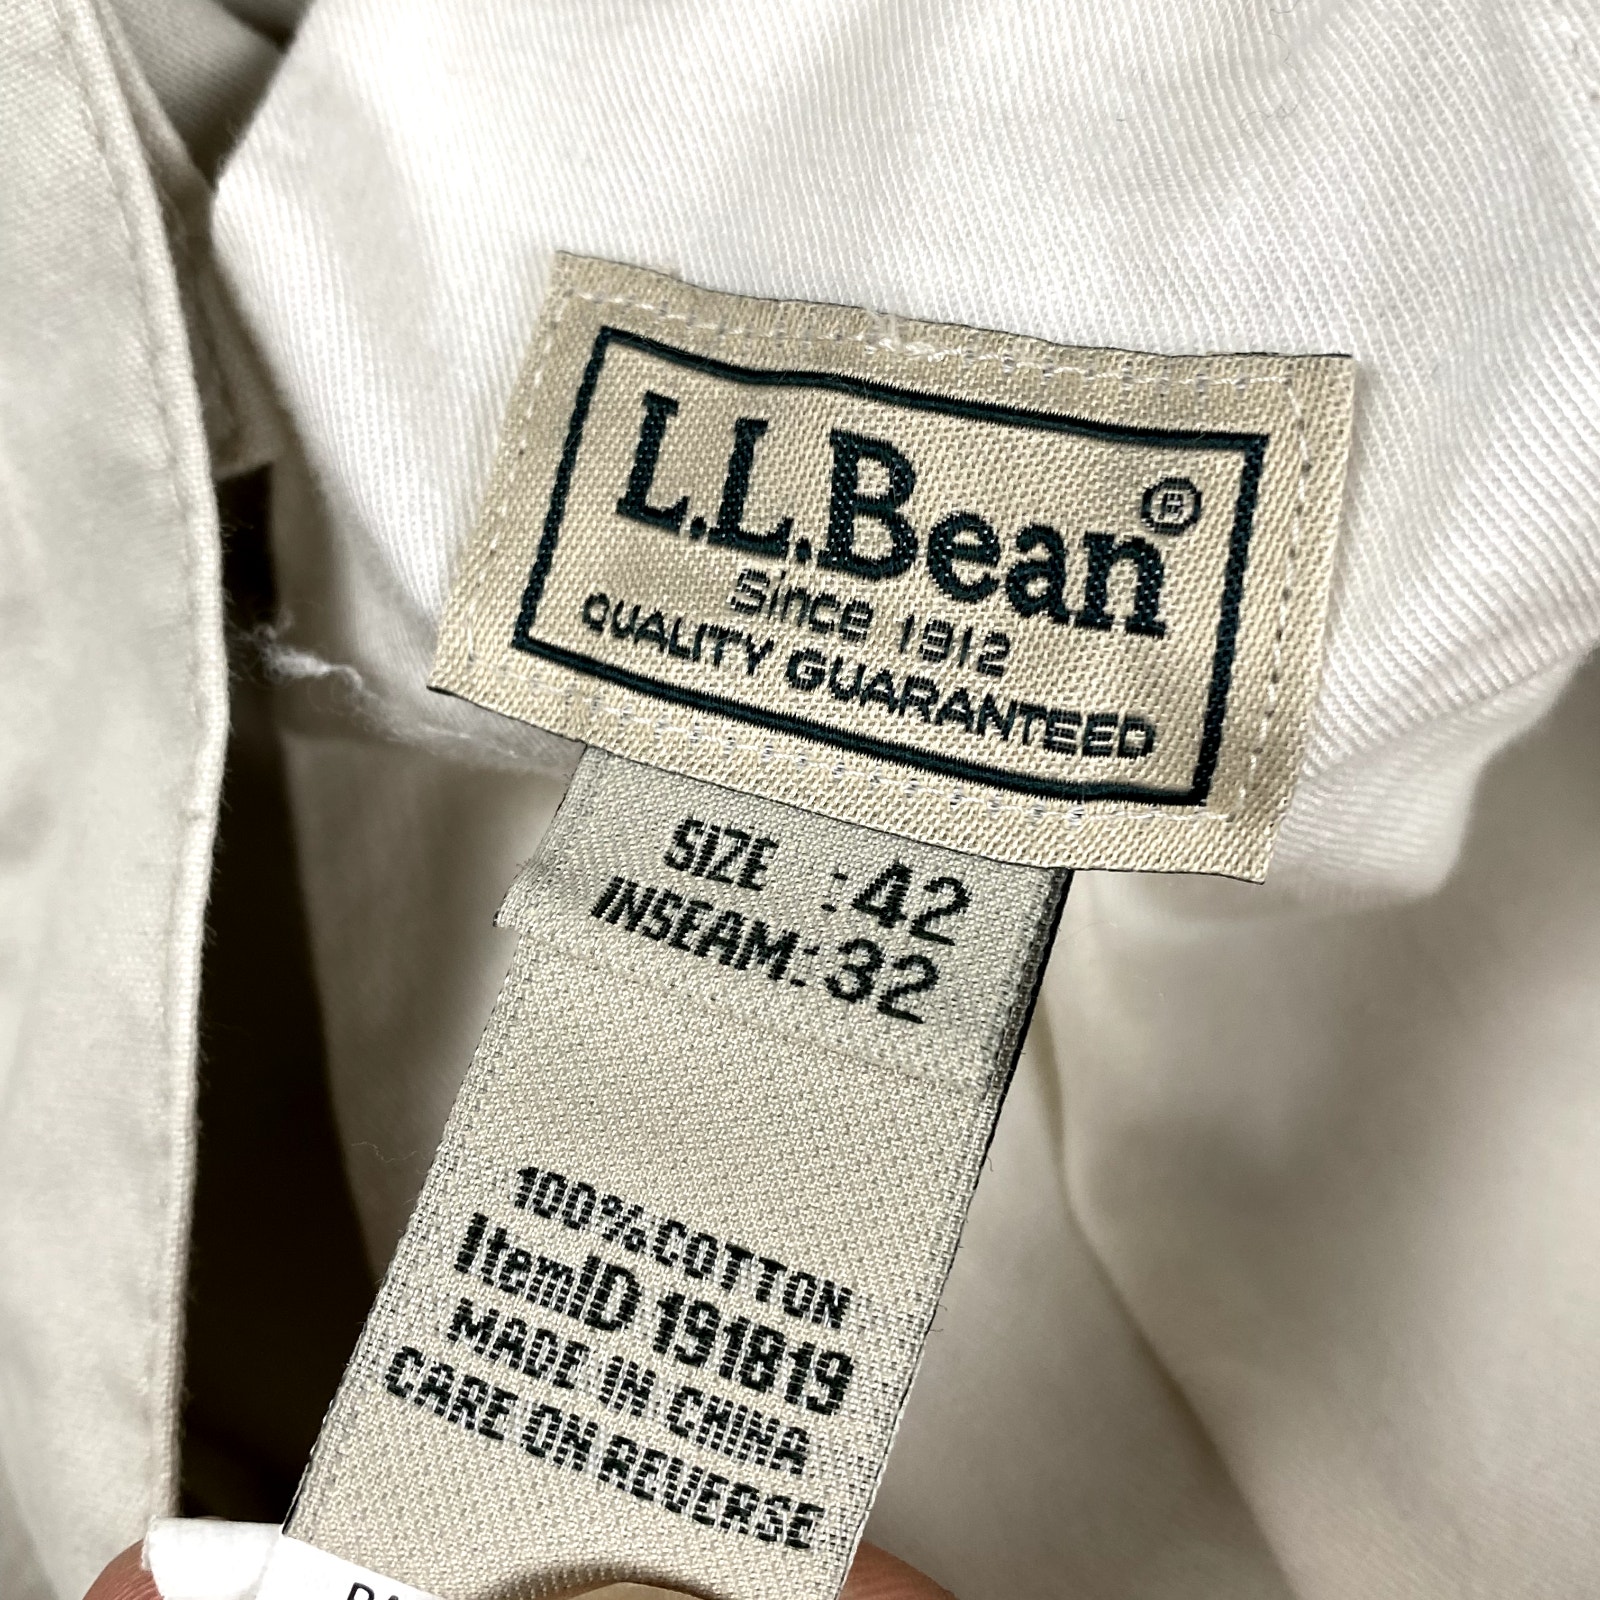 L.L.Bean®
Since 1912
QUALITY GUARANTEED
SIZE :42
INSEAM:32
100%COTTON
ItemID 191819
MADE IN CHINA
CARE ON REVERSE